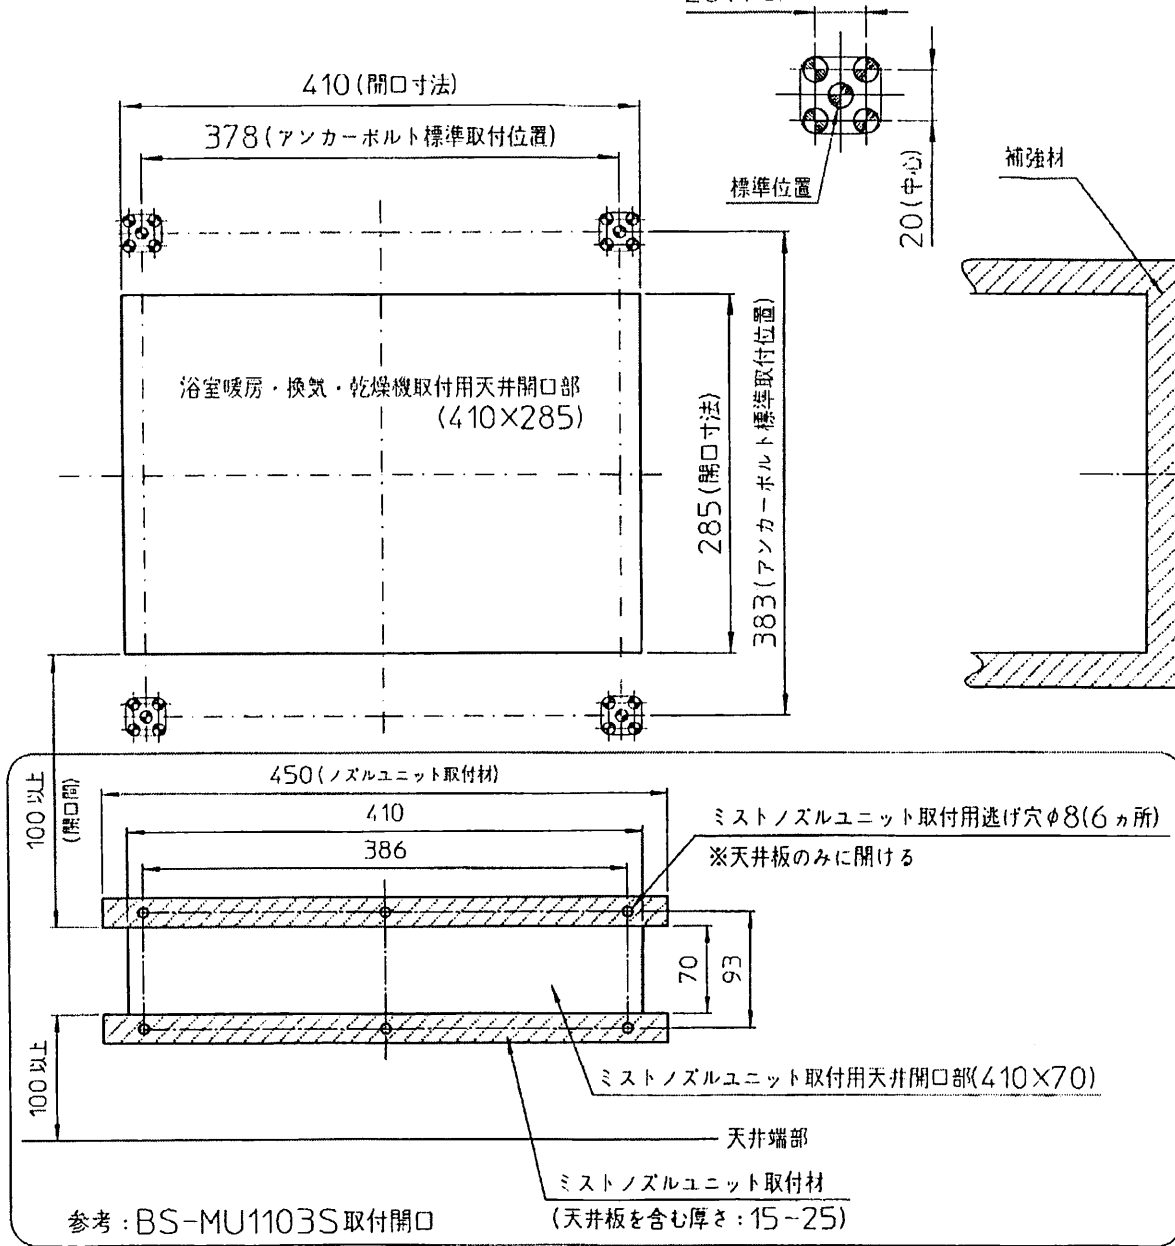 410(開口寸法)
378(アンカーボルト標準取付位置)
標準位置
20(中心)
補強材
浴室暖房・換気・乾燥機取付用天井開口部
(410×285)
285(開口寸法)
383(アンカーボルト標準取付位置)
100以上
(開口間)
450(ノズルユニット取付材)
410
386
ミストノズルユニット取付用逃げ穴φ8(6ヵ所)
※天井板のみに開ける
70
93
100以上
ミストノズルユニット取付用天井開口部(410×70)
天井端部
ミストノズルユニット取付材
(天井板を含む厚さ:15~25)
参考:BS-MU1103S取付開口